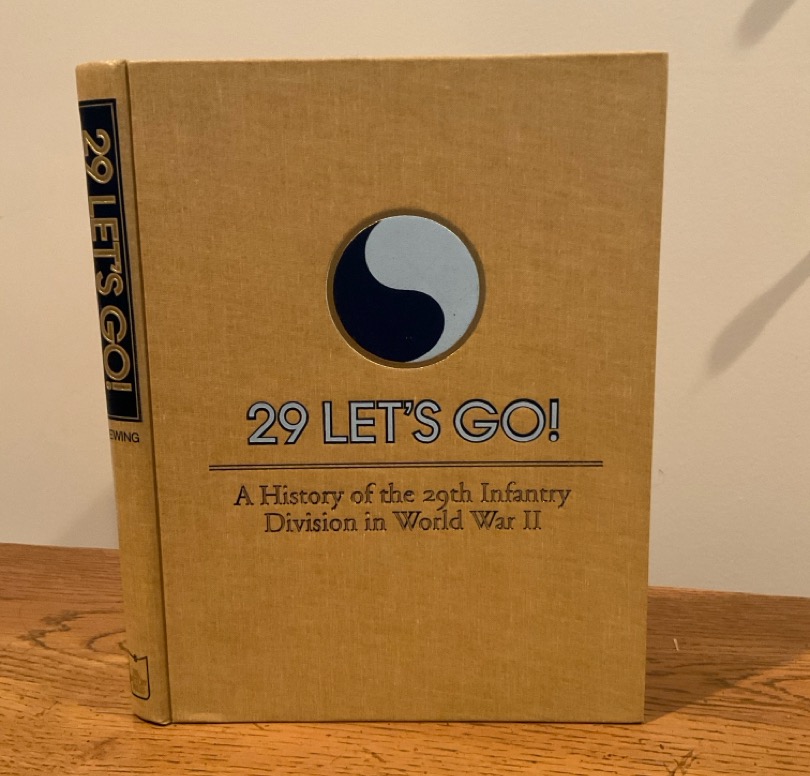 29 LET'S GO!
EWING
29 LET'S GO!
A History of the 29th Infantry
Division in World War II